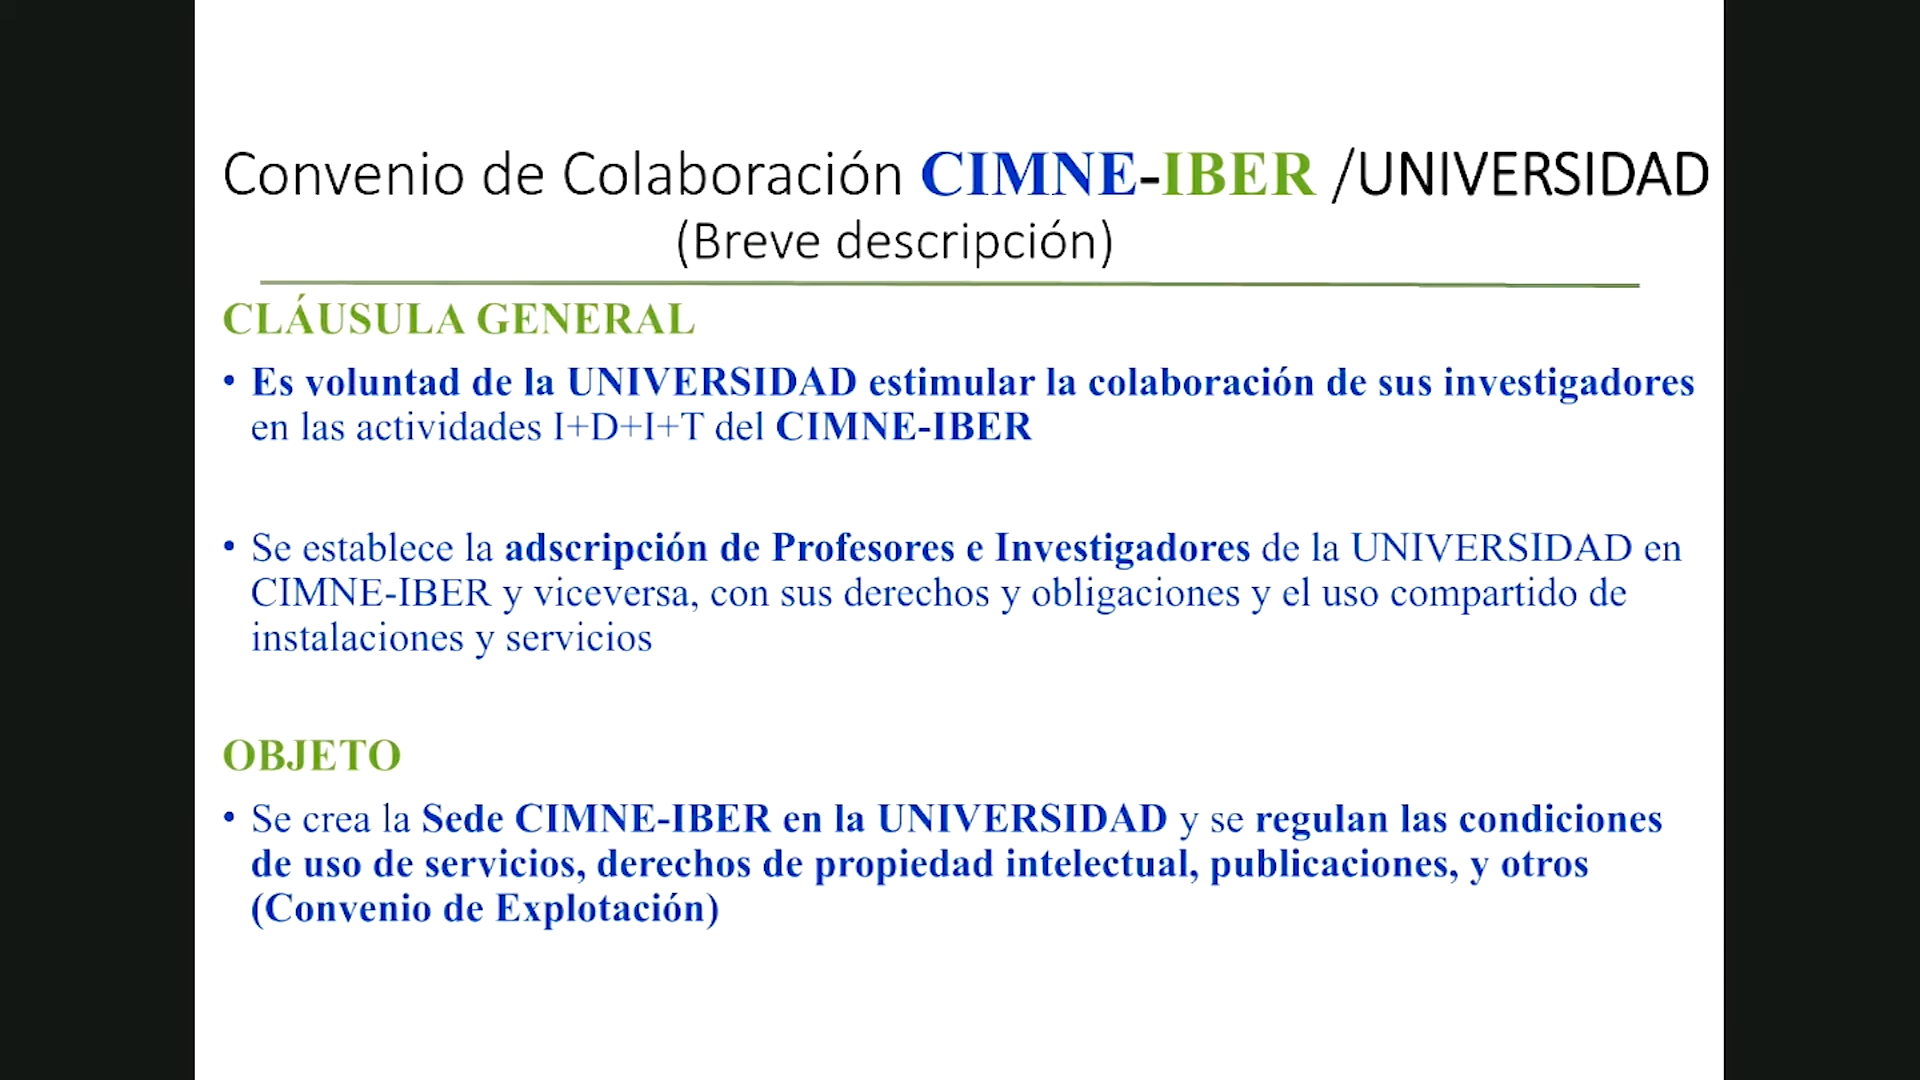 Convenio de Colaboración CIMNE-IBER /UNIVERSIDAD
(Breve descripción)
CLÁUSULA GENERAL
• Es voluntad de la UNIVERSIDAD estimular la colaboración de sus investigadores
en las actividades I+D+I+T del CIMNE-IBER
• Se establece la adscripción de Profesores e Investigadores de la UNIVERSIDAD en
CIMNE-IBER y viceversa, con sus derechos y obligaciones y el uso compartido de
instalaciones y servicios
OBJETO
• Se crea la Sede CIMNE-IBER en la UNIVERSIDAD y se regulan las condiciones
de uso de servicios, derechos de propiedad intelectual, publicaciones, y otros
(Convenio de Explotación)